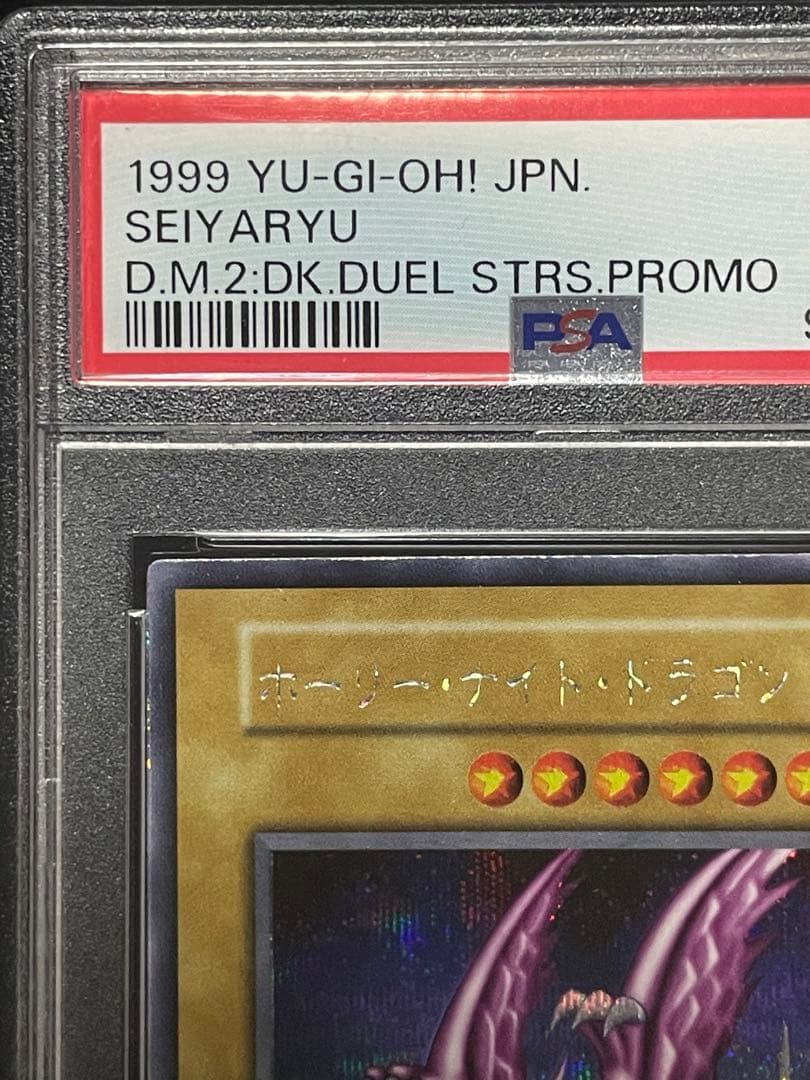 1999 YU-GI-OH! JPN.
SEIYARYU
D.M.2:DK.DUEL STRS.PROMO
PSA
ホーリー・ナイト・ドラゴン